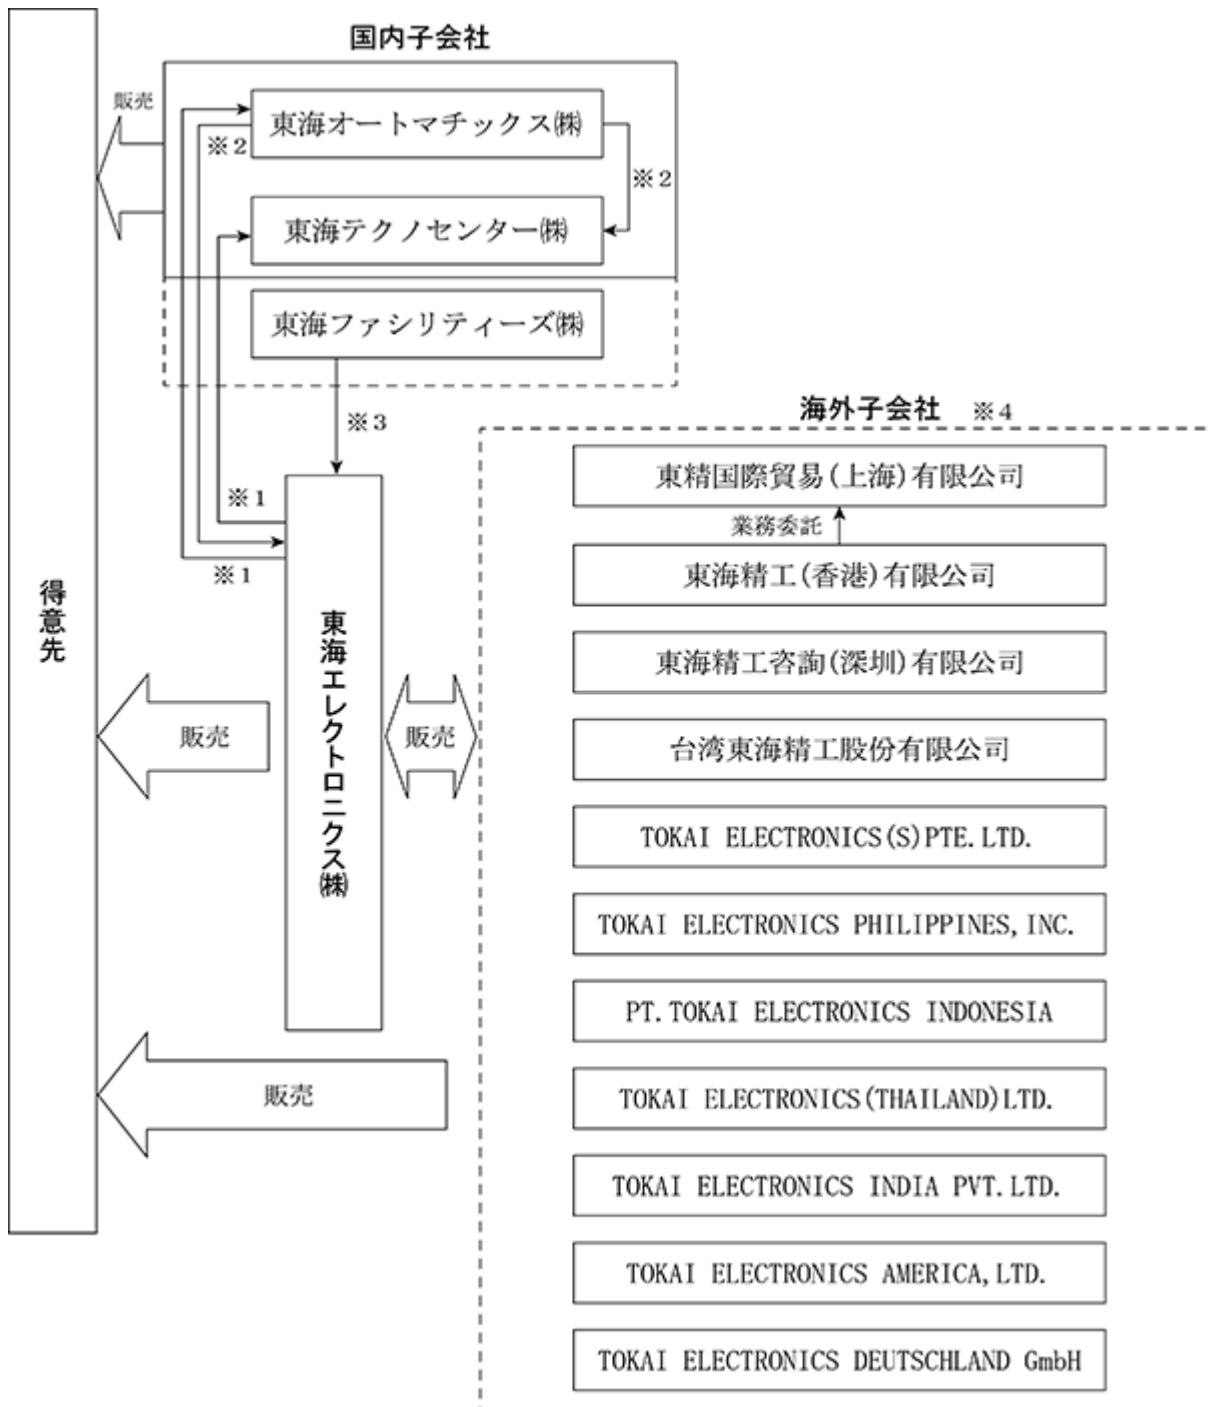 国内子会社
販売
東海オートマチックス㈱
※2
※2
東海テクノセンター㈱
東海ファシリティーズ㈱
※3
海外子会社 ※4
東精国際貿易(上海)有限公司
業務委託
東海精工(香港)有限公司
※1
※1
得意先
東海エレクトロニクス㈱
東海精工咨詢(深圳)有限公司
販売
販売
台湾東海精工股份有限公司
TOKAI ELECTRONICS(S)PTE.LTD.
TOKAI ELECTRONICS PHILIPPINES,INC.
PT.TOKAI ELECTRONICS INDONESIA
販売
TOKAI ELECTRONICS(THAILAND)LTD.
TOKAI ELECTRONICS INDIA PVT.LTD.
TOKAI ELECTRONICS AMERICA,LTD.
TOKAI ELECTRONICS DEUTSCHLAND GmbH